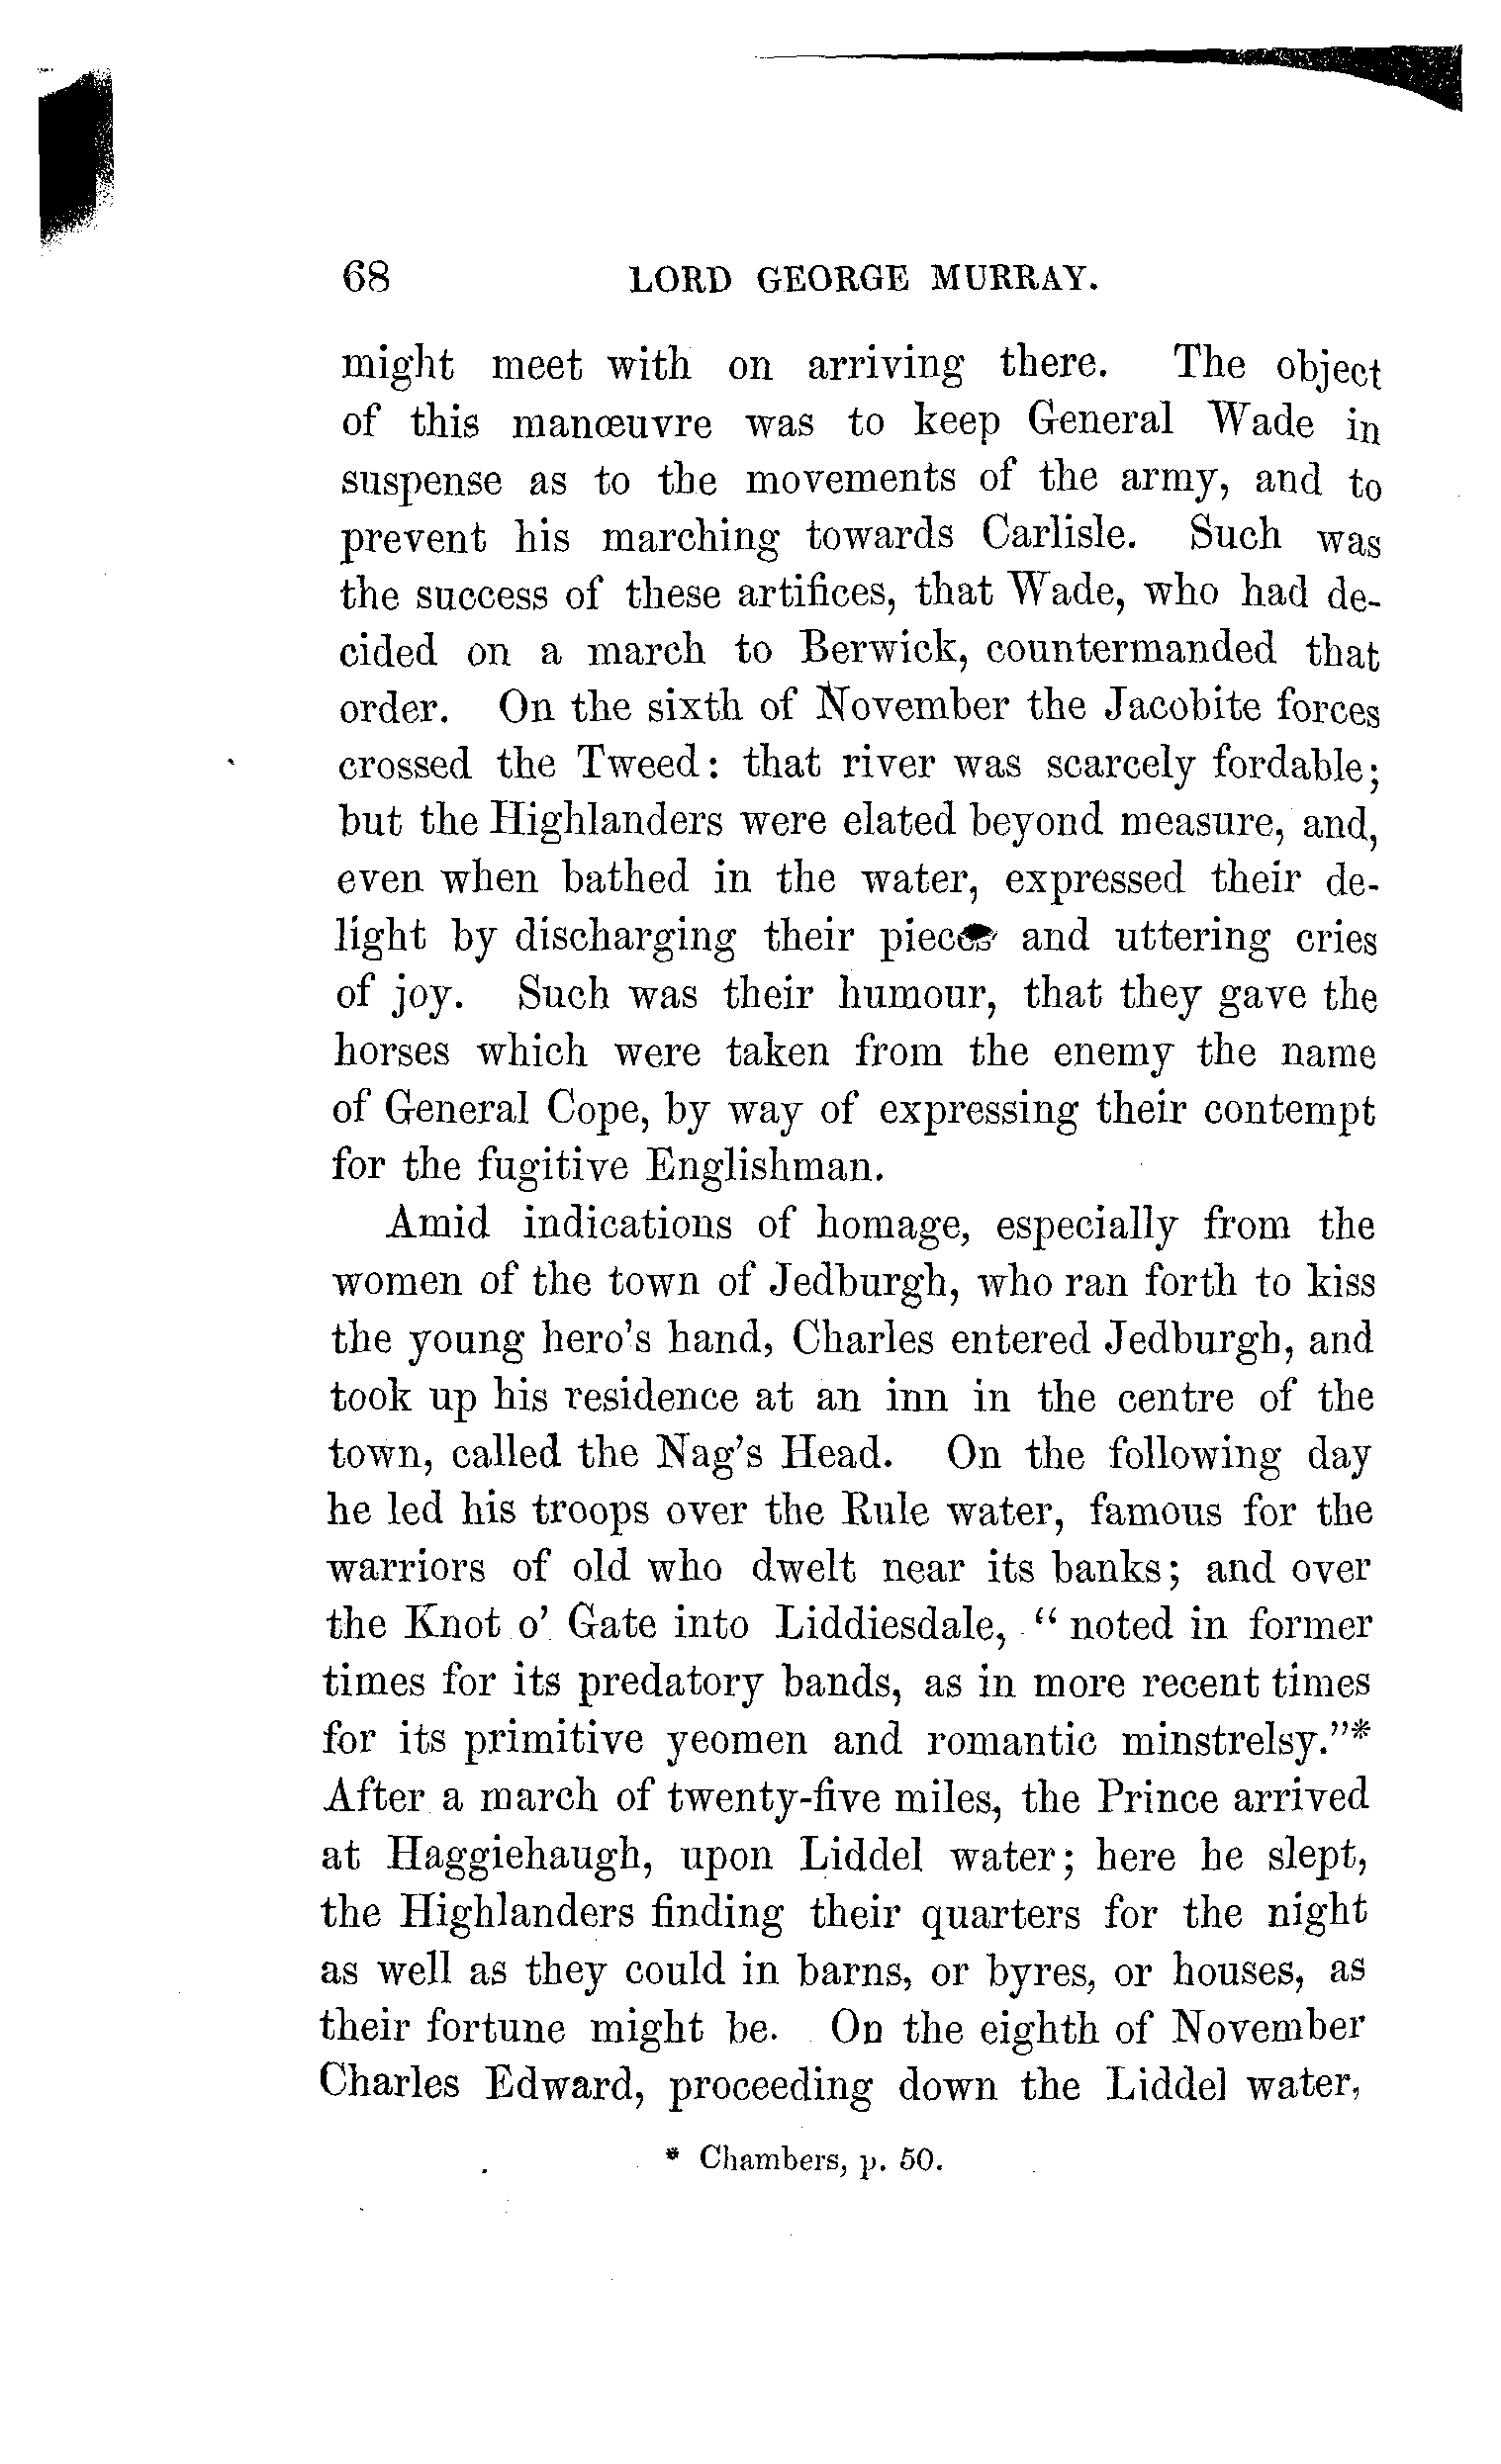 68 LORD GEORGE MURRAY.
might meet with on arriving there. The object
of this manœuvre was to keep General Wade in
suspense as to the movements of the army, and to
prevent his marching towards Carlisle. Such was
the success of these artifices, that Wade, who had de-
cided on a march to Berwick, countermanded that
order. On the sixth of November the Jacobite forces
crossed the Tweed: that river was scarcely fordable;
but the Highlanders were elated beyond measure, and,
even when bathed in the water, expressed their de-
light by discharging their pieces and uttering cries
of joy. Such was their humour, that they gave the
horses which were taken from the enemy the name
of General Cope, by way of expressing their contempt
for the fugitive Englishman.
Amid indications of homage, especially from the
women of the town of Jedburgh, who ran forth to kiss
the young hero's hand, Charles entered Jedburgh, and
took up his residence at an inn in the centre of the
town, called the Nag's Head. On the following day
he led his troops over the Rule water, famous for the
warriors of old who dwelt near its banks; and over
the Knot o' Gate into Liddiesdale, "noted in former
times for its predatory bands, as in more recent times
for its primitive yeomen and romantic minstrelsy."*
After a march of twenty-five miles, the Prince arrived
at Haggiehaugh, upon Liddel water; here he slept,
the Highlanders finding their quarters for the night
as well as they could in barns, or byres, or houses, as
their fortune might be. On the eighth of November
Charles Edward, proceeding down the Liddel water,
* Chambers, p. 50.